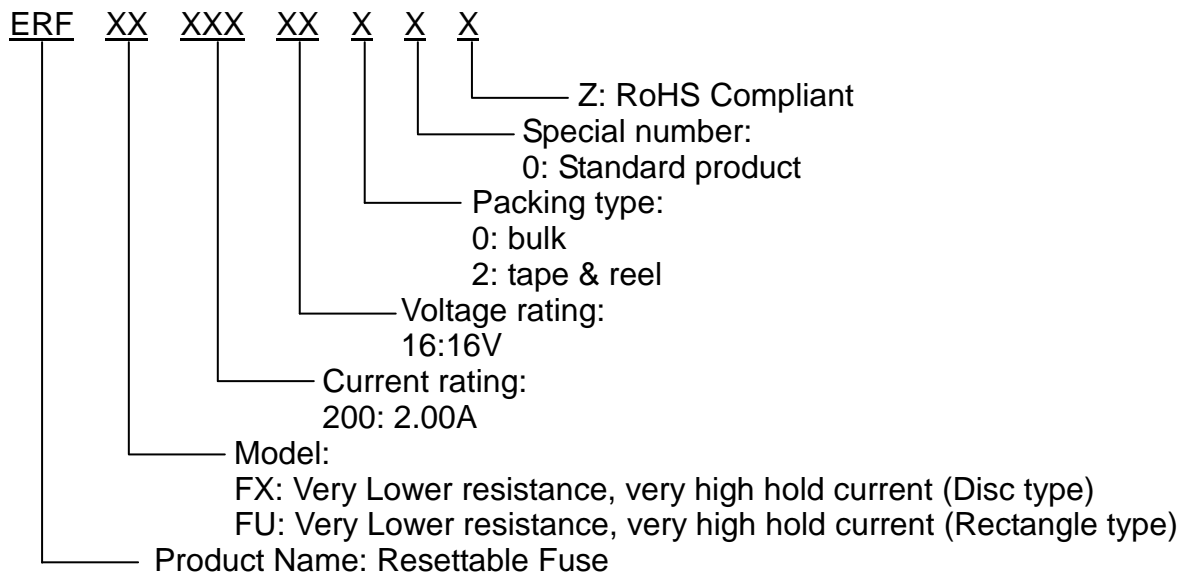 ERF XX XXX XX X X X
Z: RoHS Compliant
Special number:
0: Standard product
Packing type:
0: bulk
2: tape & reel
Voltage rating:
16:16V
Current rating:
200: 2.00A
Model:
FX: Very Lower resistance, very high hold current (Disc type)
FU: Very Lower resistance, very high hold current (Rectangle type)
Product Name: Resettable Fuse